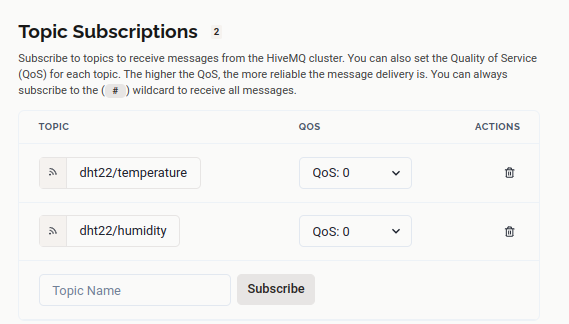 Topic Subscriptions 2
Subscribe to topics to receive messages from the HiveMQ cluster. You can also set the Quality of Service
(QoS) for each topic. The higher the QoS, the more reliable the message delivery is. You can always
subscribe to the ( # ) wildcard to receive all messages.
TOPIC QOS ACTIONS
dht22/temperature QoS: 0
dht22/humidity QoS: 0
Topic Name Subscribe